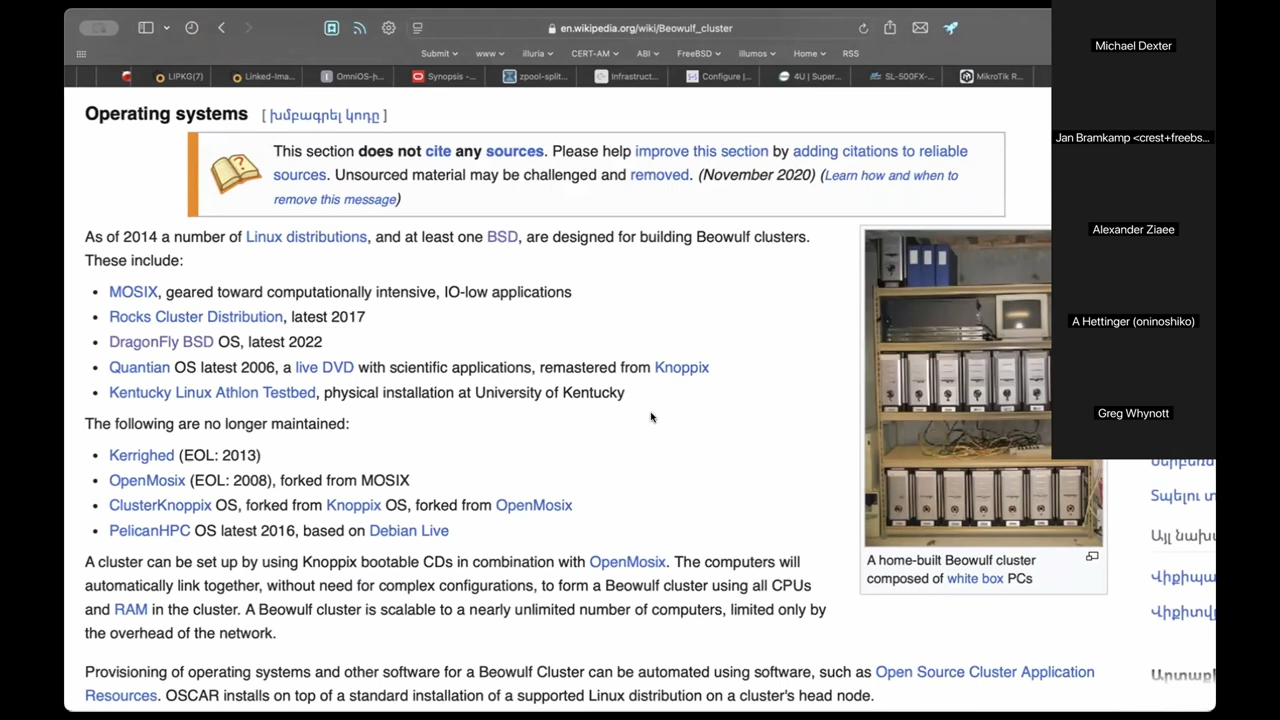 en.wikipedia.org/wiki/Beowulf_cluster
Submit www illuria CERT-AM ABI FreeBSD illumos Home RSS
LIPKG(7) Linked-Ima... OmniOS-ի... Synopsis -... zpool-split... Infrastruct... Configure |... 4U | Super... SL-500FX-... MikroTik R...
Michael Dexter
Jan Bramkamp <crest+freebs...
Alexander Ziaee
A Hettinger (oninoshiko)
Greg Whynott
Operating systems [ խմբագրել կոդը ]
This section does not cite any sources. Please help improve this section by adding citations to reliable
sources. Unsourced material may be challenged and removed. (November 2020) (Learn how and when to
remove this message)
As of 2014 a number of Linux distributions, and at least one BSD, are designed for building Beowulf clusters.
These include:
• MOSIX, geared toward computationally intensive, IO-low applications
• Rocks Cluster Distribution, latest 2017
• DragonFly BSD OS, latest 2022
• Quantian OS latest 2006, a live DVD with scientific applications, remastered from Knoppix
• Kentucky Linux Athlon Testbed, physical installation at University of Kentucky
The following are no longer maintained:
• Kerrighed (EOL: 2013)
• OpenMosix (EOL: 2008), forked from MOSIX
• ClusterKnoppix OS, forked from Knoppix OS, forked from OpenMosix
• PelicanHPC OS latest 2016, based on Debian Live
A cluster can be set up by using Knoppix bootable CDs in combination with OpenMosix. The computers will
automatically link together, without need for complex configurations, to form a Beowulf cluster using all CPUs
and RAM in the cluster. A Beowulf cluster is scalable to a nearly unlimited number of computers, limited only by
the overhead of the network.
Provisioning of operating systems and other software for a Beowulf Cluster can be automated using software, such as Open Source Cluster Application
Resources. OSCAR installs on top of a standard installation of a supported Linux distribution on a cluster's head node.
A home-built Beowulf cluster
composed of white box PCs
Տպելու տ
Այլ նախ
Վիքիպա
Վիքիտվ
Արտաքի